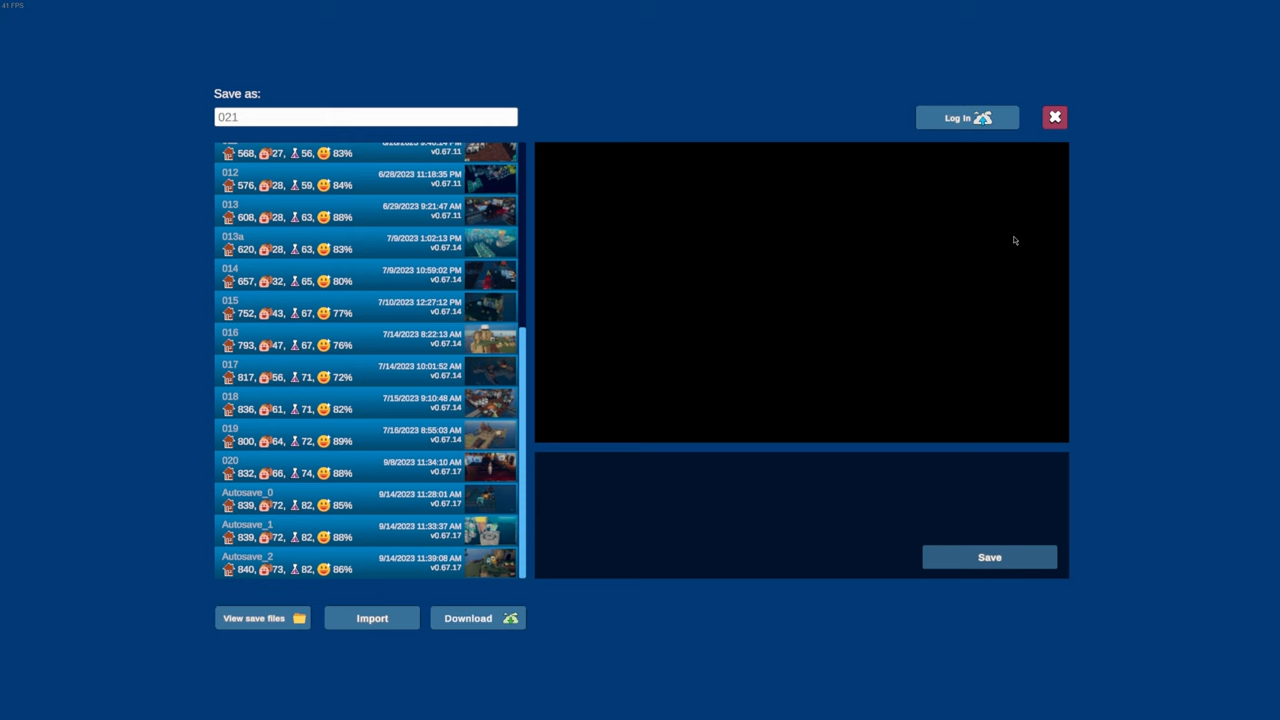 41 FPS
Save as:
021
Log In
568, 27, 56, 83%
v0.67.11
012
6/28/2023 11:18:35 PM
576, 28, 59, 84%
v0.67.11
013
6/29/2023 9:21:47 AM
608, 28, 63, 88%
v0.67.11
013a
7/9/2023 1:02:13 PM
620, 28, 63, 83%
v0.67.14
014
7/9/2023 10:59:02 PM
657, 32, 65, 80%
v0.67.14
015
7/10/2023 12:27:12 PM
752, 43, 67, 77%
v0.67.14
016
7/14/2023 8:22:13 AM
793, 47, 67, 76%
v0.67.14
017
7/14/2023 10:01:52 AM
817, 56, 71, 72%
v0.67.14
018
7/15/2023 9:10:48 AM
836, 61, 71, 82%
v0.67.14
019
7/16/2023 8:55:03 AM
800, 64, 72, 89%
v0.67.14
020
9/8/2023 11:34:10 AM
832, 66, 74, 88%
v0.67.17
Autosave_0
9/14/2023 11:28:01 AM
839, 72, 82, 85%
v0.67.17
Autosave_1
9/14/2023 11:33:37 AM
839, 72, 82, 88%
v0.67.17
Autosave_2
9/14/2023 11:39:08 AM
840, 73, 82, 86%
v0.67.17
Save
View save files
Import
Download